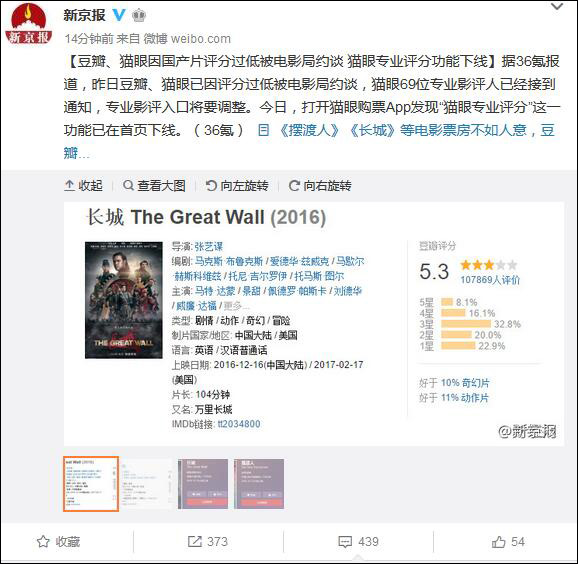 新京报
新京报
14分钟前 来自 微博 weibo.com
【豆瓣、猫眼因国产片评分过低被电影局约谈 猫眼专业评分功能下线】据36氪报
道，昨日豆瓣、猫眼已因评分过低被电影局约谈，猫眼69位专业影评人已经接到
通知，专业影评入口将要调整。今日，打开猫眼购票App发现“猫眼专业评分”这一
功能已在首页下线。（36氪） 《摆渡人》《长城》等电影票房不如人意，豆
瓣...
收起 查看大图 向左旋转 向右旋转
长城 The Great Wall (2016)
导演: 张艺谋
编剧: 马克斯·布鲁克斯 / 爱德华·兹威克 / 马歇尔
·赫斯科维兹 / 托尼·吉尔罗伊 / 托马斯·图尔
主演: 马特·达蒙 / 景甜 / 佩德罗·帕斯卡 / 刘德华
/ 威廉·达福 / 更多...
类型: 剧情 / 动作 / 奇幻 / 冒险
制片国家/地区: 中国大陆 / 美国
语言: 英语 / 汉语普通话
上映日期: 2016-12-16(中国大陆) / 2017-02-17
(美国)
片长: 104分钟
又名: 万里长城
IMDb链接: tt2034800
THE GREAT WALL
豆瓣评分
5.3
107869人评价
5星 8.1%
4星 16.1%
3星 32.8%
2星 20.0%
1星 22.9%
好于 10% 奇幻片
好于 11% 动作片
@新京报
eat Wall (2016)
长城
摆渡人
收藏 373 439 54